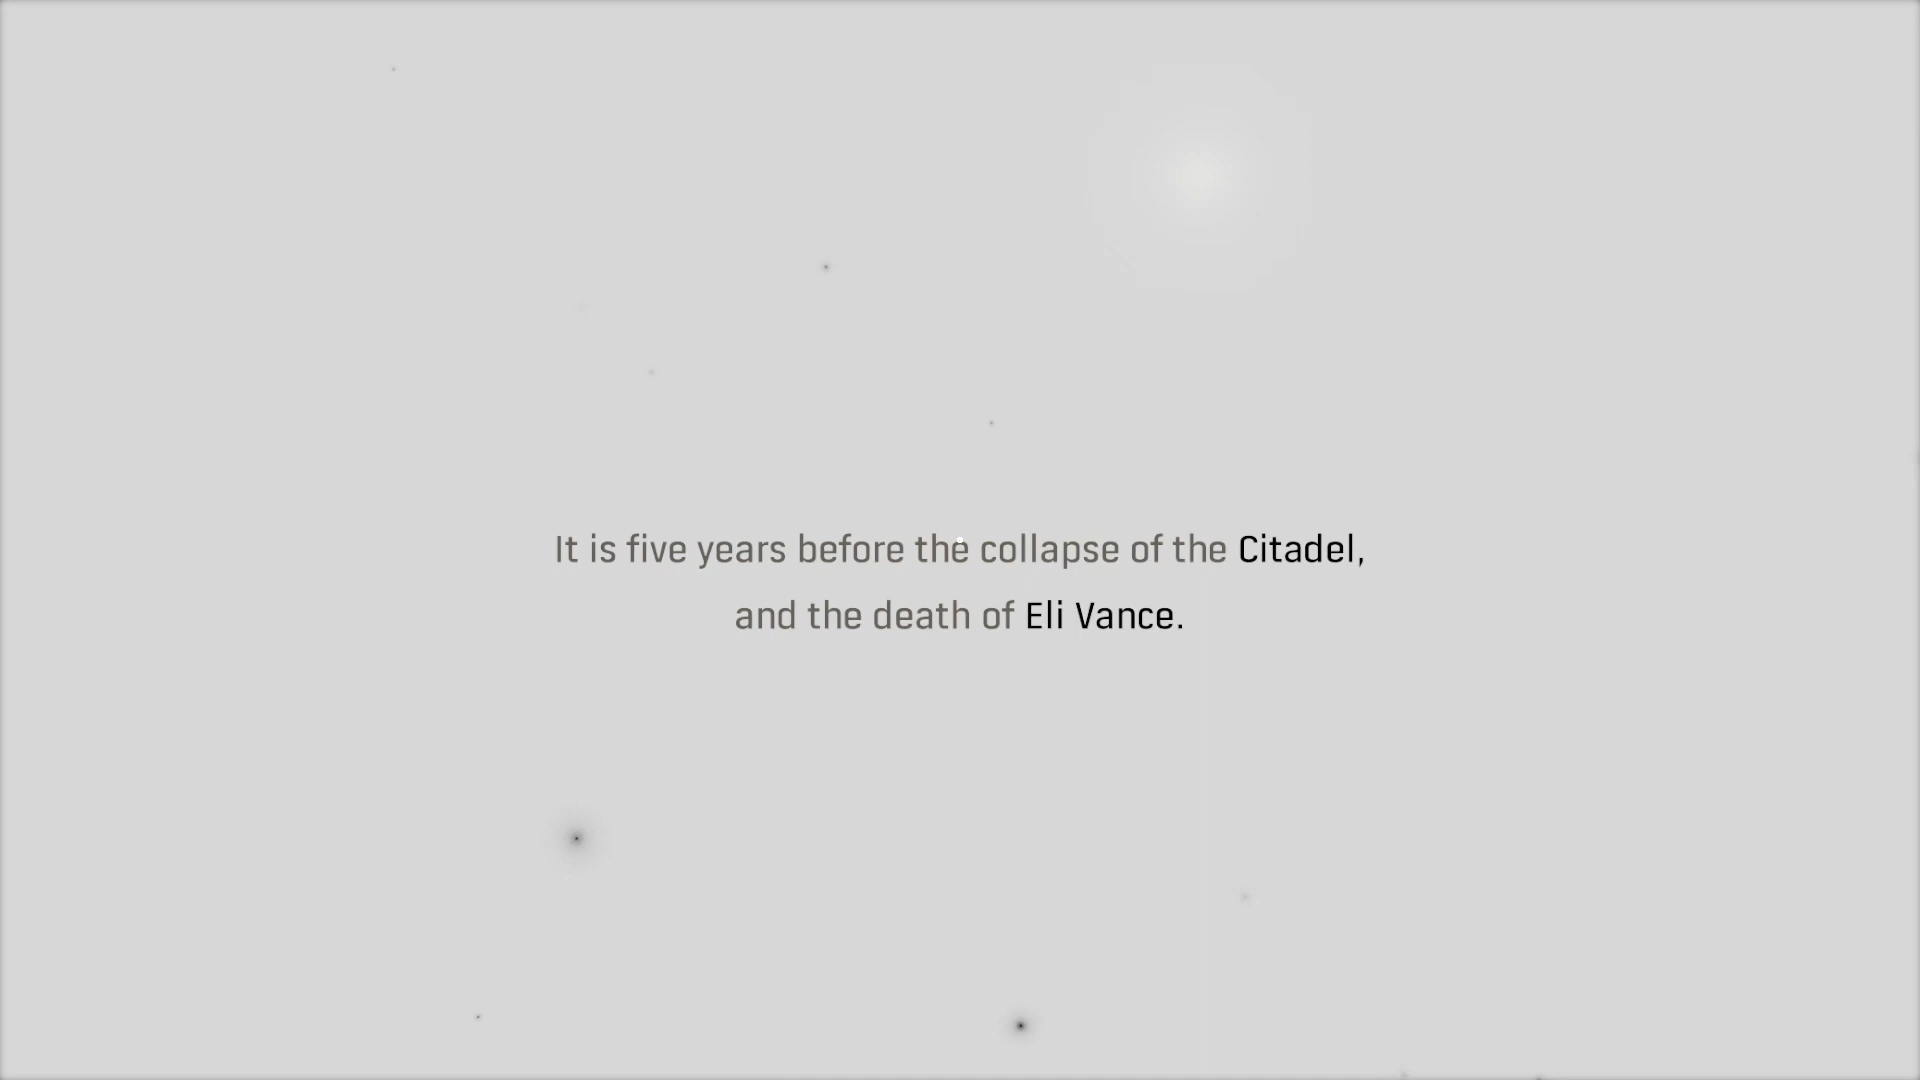 It is five years before the collapse of the Citadel,
and the death of Eli Vance.